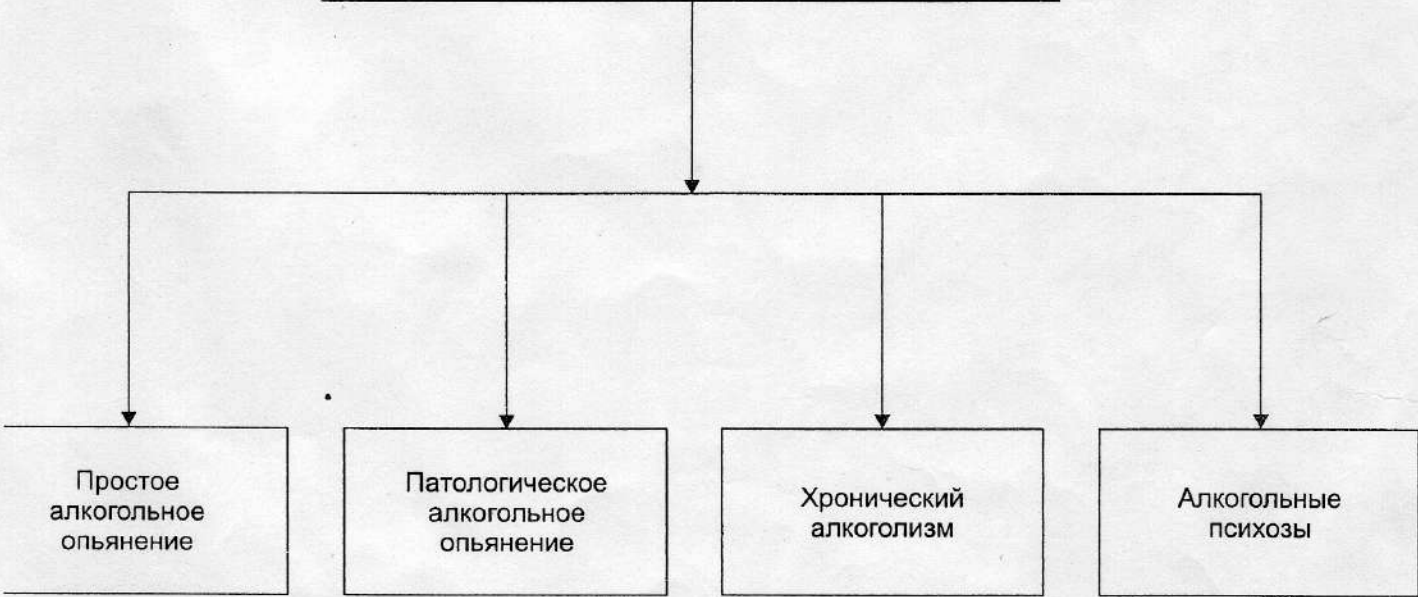 Простое
алкогольное
опьянение
Патологическое
алкогольное
опьянение
Хронический
алкоголизм
Алкогольные
психозы